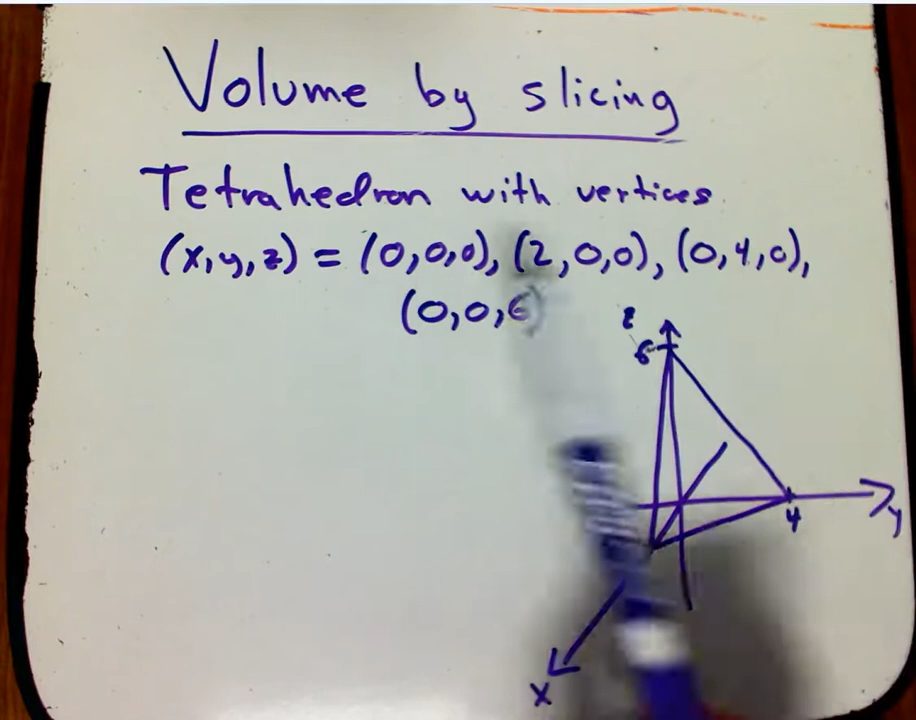 Volume by slicing
Tetrahedron with vertices
(x,y,z) = (0,0,0), (2,0,0), (0,4,0),
(0,0,6)
z
6
4
y
x